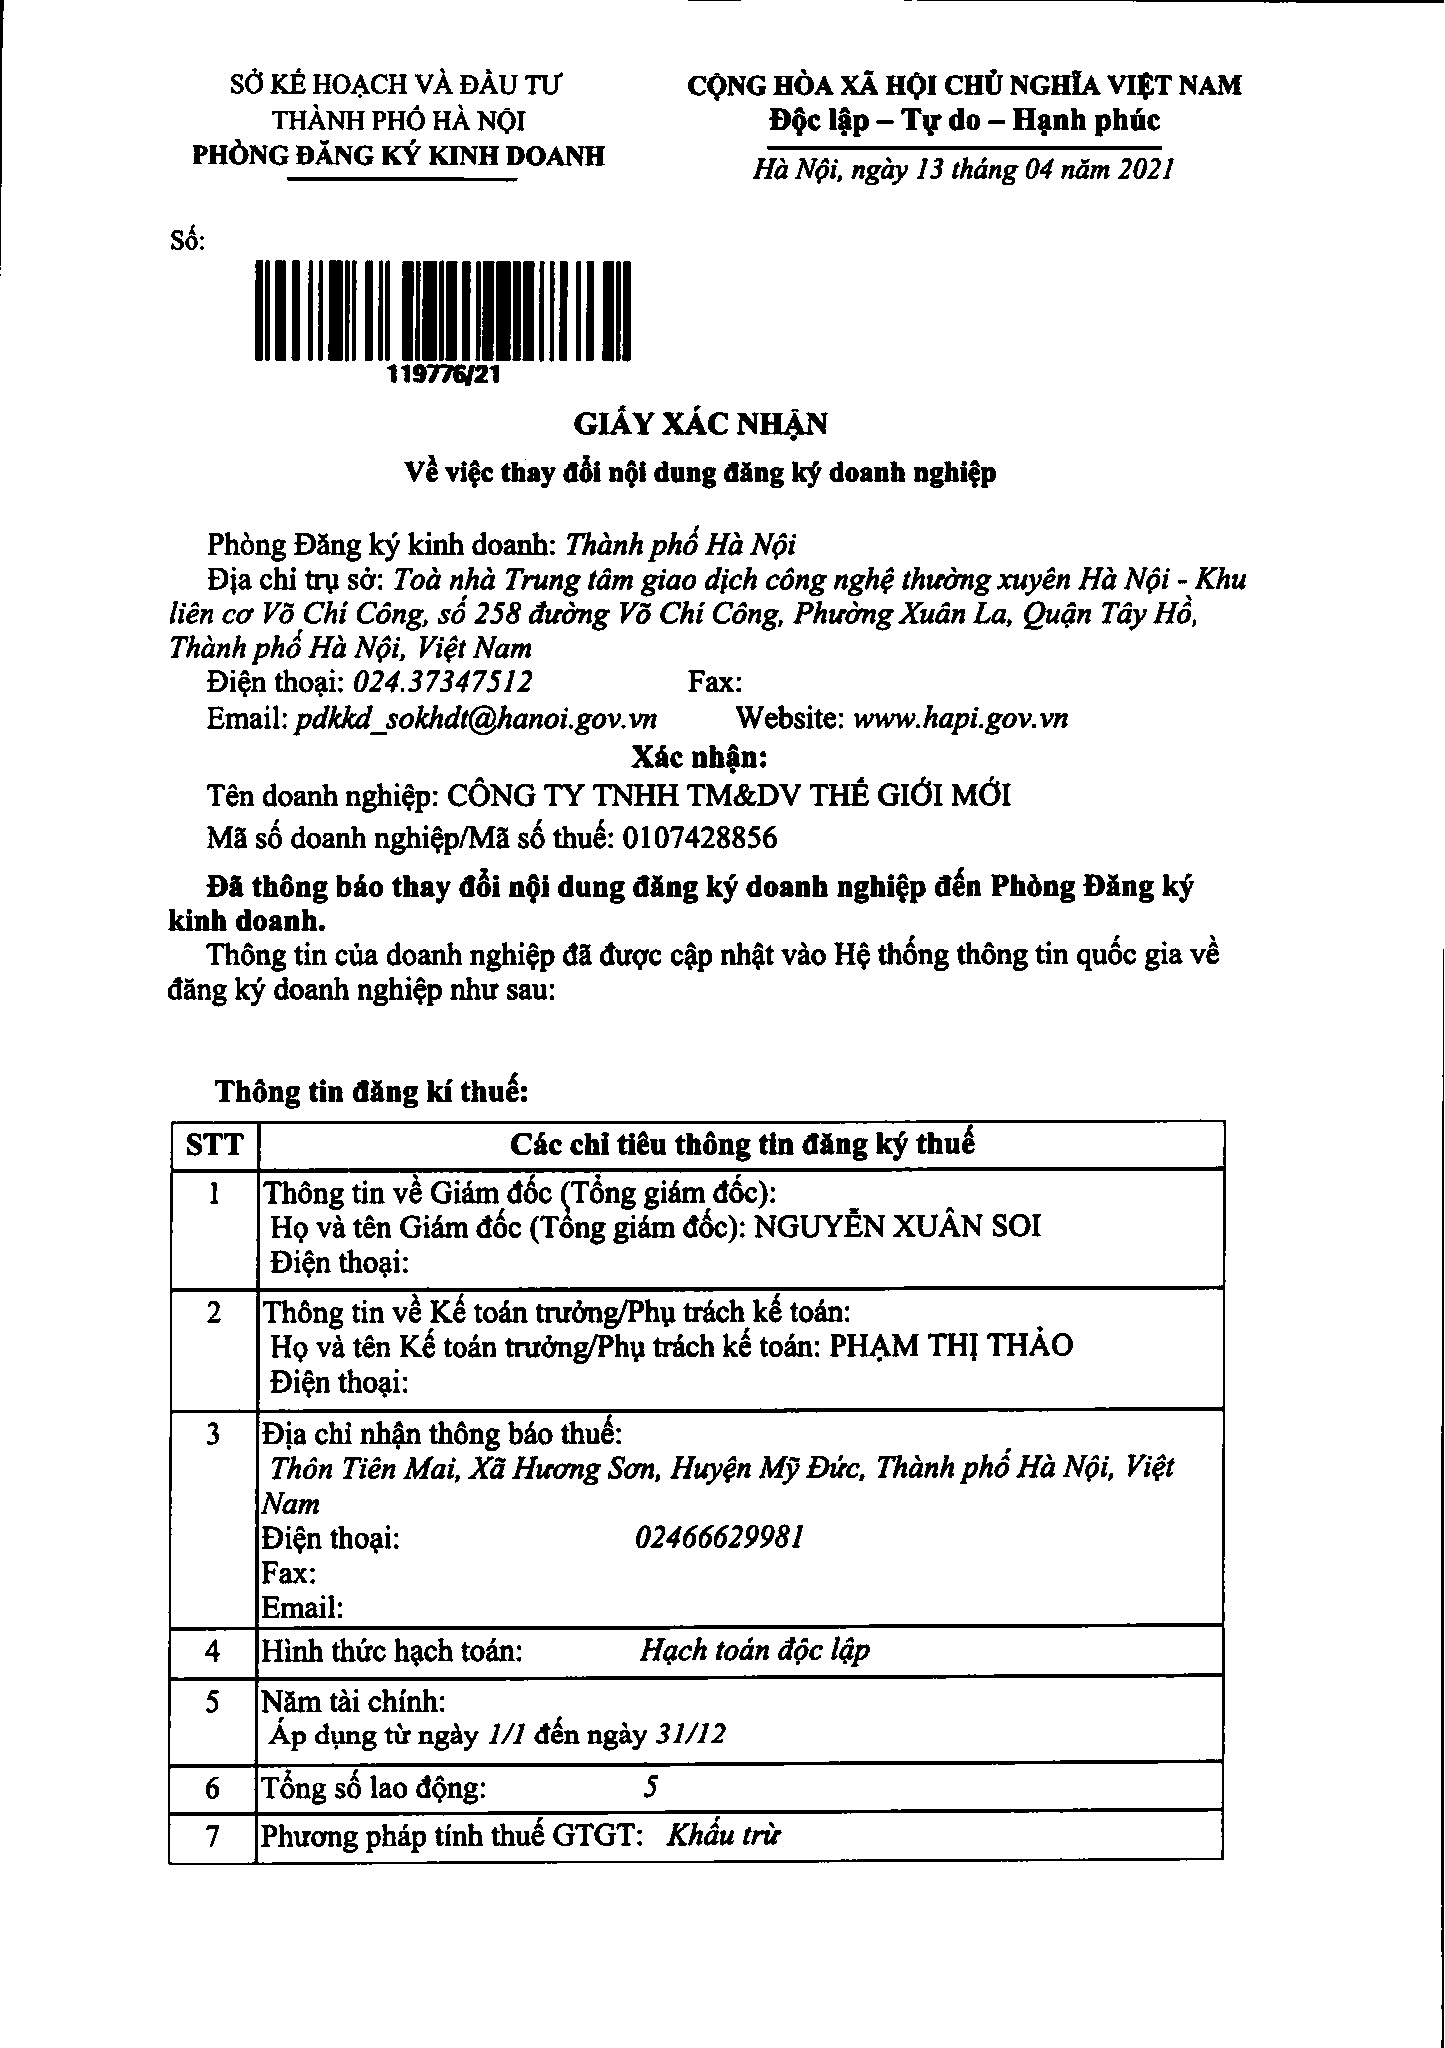 SỞ KẾ HOẠCH VÀ ĐẦU TƯ
THÀNH PHỐ HÀ NỘI
PHÒNG ĐĂNG KÝ KINH DOANH
CỘNG HÒA XÃ HỘI CHỦ NGHĨA VIỆT NAM
Độc lập – Tự do – Hạnh phúc
Hà Nội, ngày 13 tháng 04 năm 2021
Số:
119776/21
GIẤY XÁC NHẬN
Về việc thay đổi nội dung đăng ký doanh nghiệp
Phòng Đăng ký kinh doanh: Thành phố Hà Nội
Địa chỉ trụ sở: Toà nhà Trung tâm giao dịch công nghệ thường xuyên Hà Nội - Khu
liên cơ Võ Chí Công, số 258 đường Võ Chí Công, Phường Xuân La, Quận Tây Hồ,
Thành phố Hà Nội, Việt Nam
Điện thoại: 024.37347512 Fax:
Email: pdkkd_sokhdt@hanoi.gov.vn Website: www.hapi.gov.vn
Xác nhận:
Tên doanh nghiệp: CÔNG TY TNHH TM&DV THẾ GIỚI MỚI
Mã số doanh nghiệp/Mã số thuế: 0107428856
Đã thông báo thay đổi nội dung đăng ký doanh nghiệp đến Phòng Đăng ký
kinh doanh.
Thông tin của doanh nghiệp đã được cập nhật vào Hệ thống thông tin quốc gia về
đăng ký doanh nghiệp như sau:
Thông tin đăng kí thuế:
STT Các chỉ tiêu thông tin đăng ký thuế
1 Thông tin về Giám đốc (Tổng giám đốc):
Họ và tên Giám đốc (Tổng giám đốc): NGUYỄN XUÂN SOI
Điện thoại:
2 Thông tin về Kế toán trưởng/Phụ trách kế toán:
Họ và tên Kế toán trưởng/Phụ trách kế toán: PHẠM THỊ THẢO
Điện thoại:
3 Địa chỉ nhận thông báo thuế:
Thôn Tiên Mai, Xã Hương Sơn, Huyện Mỹ Đức, Thành phố Hà Nội, Việt
Nam
Điện thoại: 02466629981
Fax:
Email:
4 Hình thức hạch toán: Hạch toán độc lập
5 Năm tài chính:
Áp dụng từ ngày 1/1 đến ngày 31/12
6 Tổng số lao động: 5
7 Phương pháp tính thuế GTGT: Khấu trừ